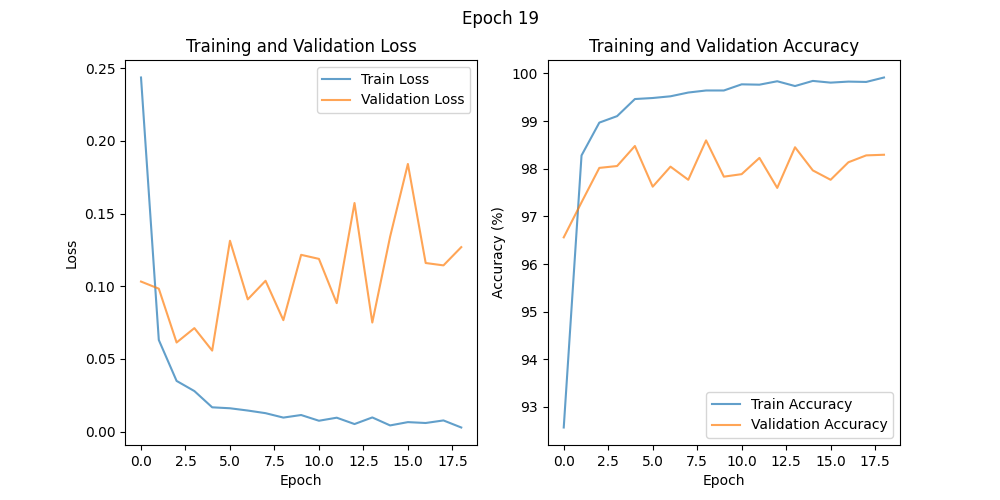 Epoch 19
Training and Validation Loss
0.25
0.20
0.15
0.10
0.05
0.00
Loss
Train Loss
Validation Loss
0.0 2.5 5.0 7.5 10.0 12.5 15.0 17.5
Epoch
Training and Validation Accuracy
100
99
98
97
96
95
94
93
Accuracy (%)
Train Accuracy
Validation Accuracy
0.0 2.5 5.0 7.5 10.0 12.5 15.0 17.5
Epoch